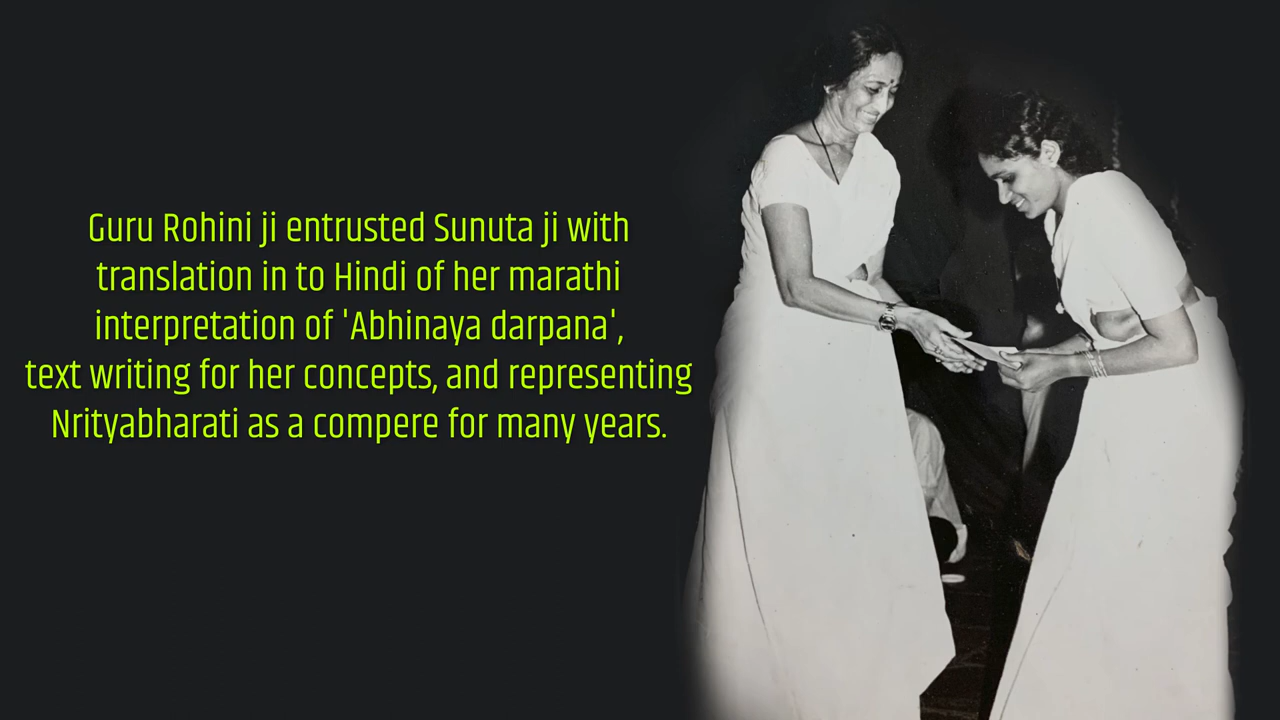 Guru Rohini ji entrusted Sunuta ji with
translation in to Hindi of her marathi
interpretation of 'Abhinaya darpana',
text writing for her concepts, and representing
Nrityabharati as a compere for many years.